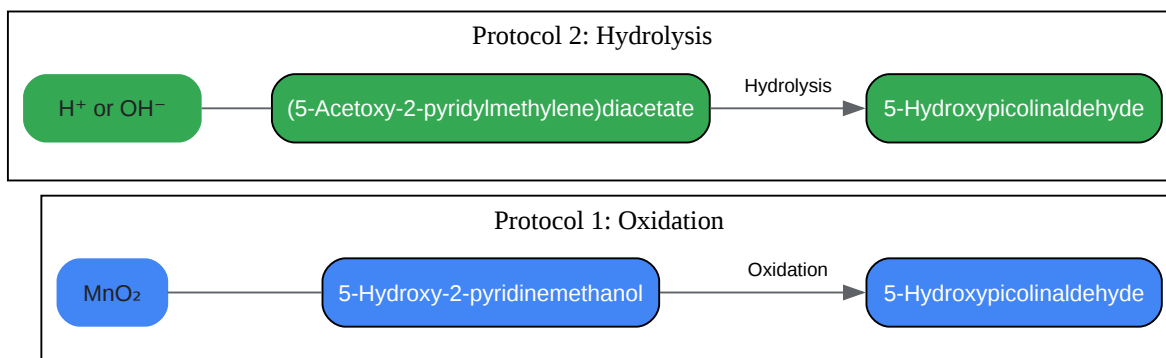 Protocol 2: Hydrolysis
H⁺ or OH⁻
(5-Acetoxy-2-pyridylmethylene)diacetate
Hydrolysis
5-Hydroxypicolinaldehyde
Protocol 1: Oxidation
MnO₂
5-Hydroxy-2-pyridinemethanol
Oxidation
5-Hydroxypicolinaldehyde